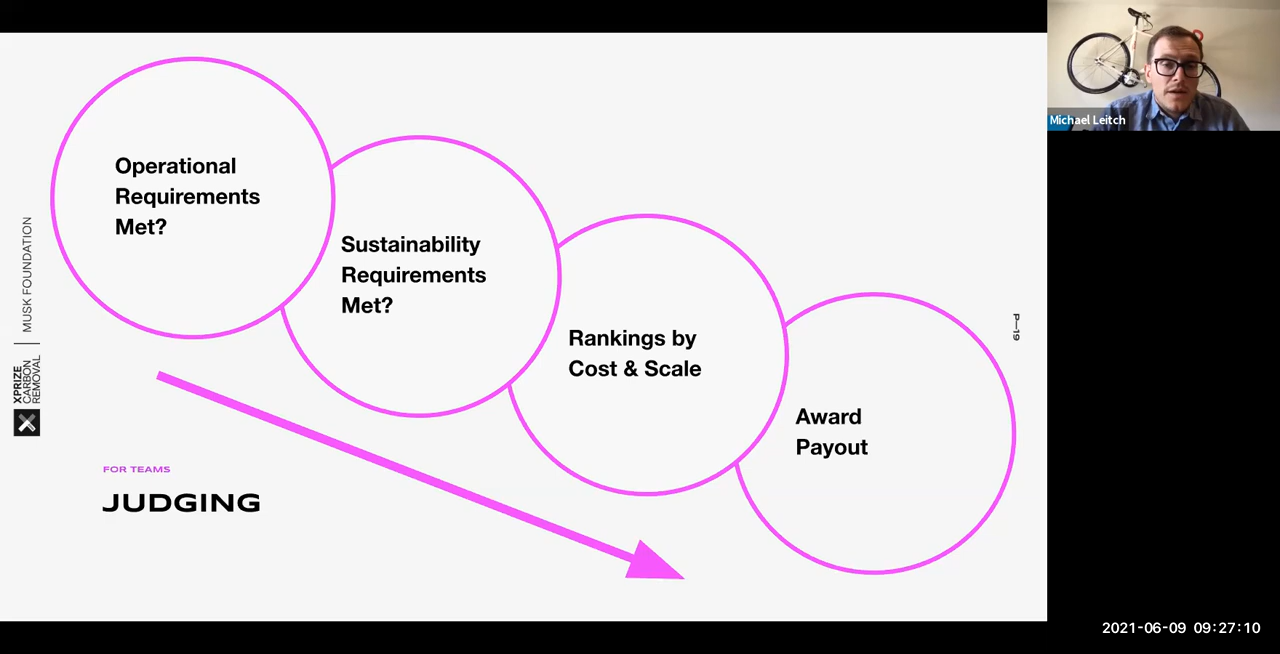 Operational
Requirements
Met?
Sustainability
Requirements
Met?
Rankings by
Cost & Scale
Award
Payout
FOR TEAMS
JUDGING
XPRIZE
CARBON
REMOVAL
MUSK FOUNDATION
P—19
Michael Leitch
2021-06-09 09:27:10